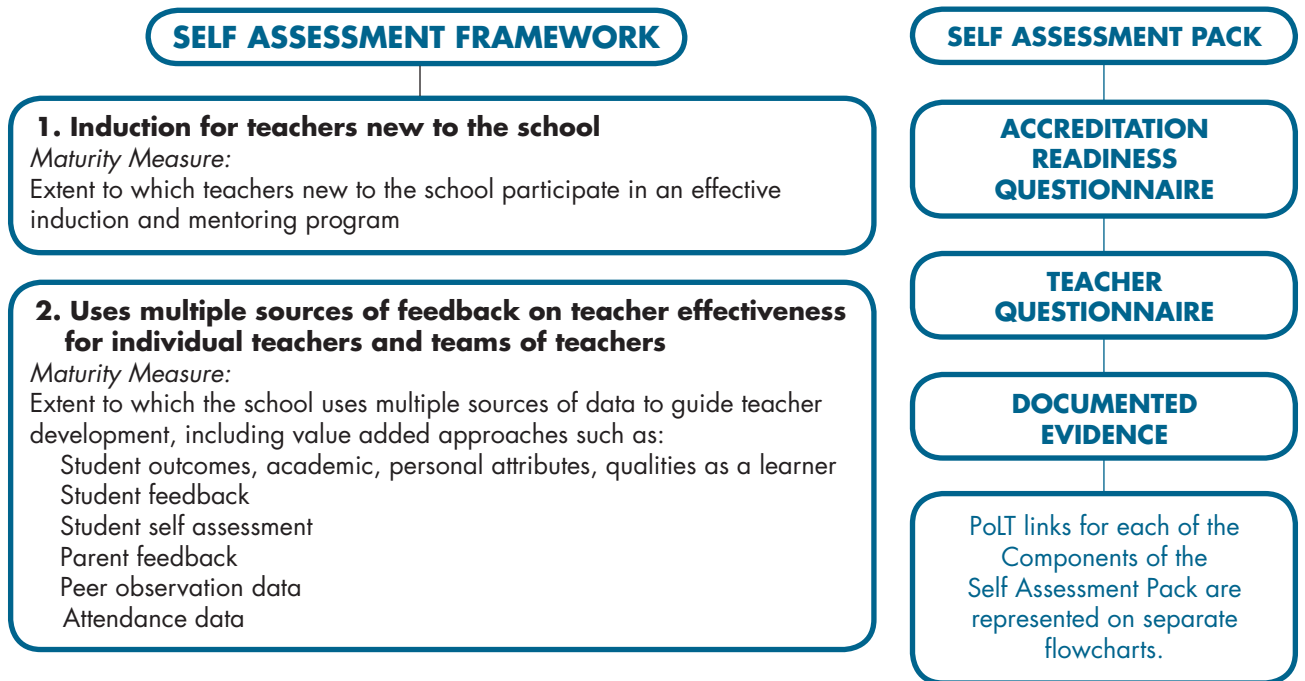 SELF ASSESSMENT FRAMEWORK
1. Induction for teachers new to the school
Maturity Measure:
Extent to which teachers new to the school participate in an effective
induction and mentoring program
2. Uses multiple sources of feedback on teacher effectiveness
for individual teachers and teams of teachers
Maturity Measure:
Extent to which the school uses multiple sources of data to guide teacher
development, including value added approaches such as:
Student outcomes, academic, personal attributes, qualities as a learner
Student feedback
Student self assessment
Parent feedback
Peer observation data
Attendance data
SELF ASSESSMENT PACK
ACCREDITATION
READINESS
QUESTIONNAIRE
TEACHER
QUESTIONNAIRE
DOCUMENTED
EVIDENCE
PoLT links for each of the
Components of the
Self Assessment Pack are
represented on separate
flowcharts.